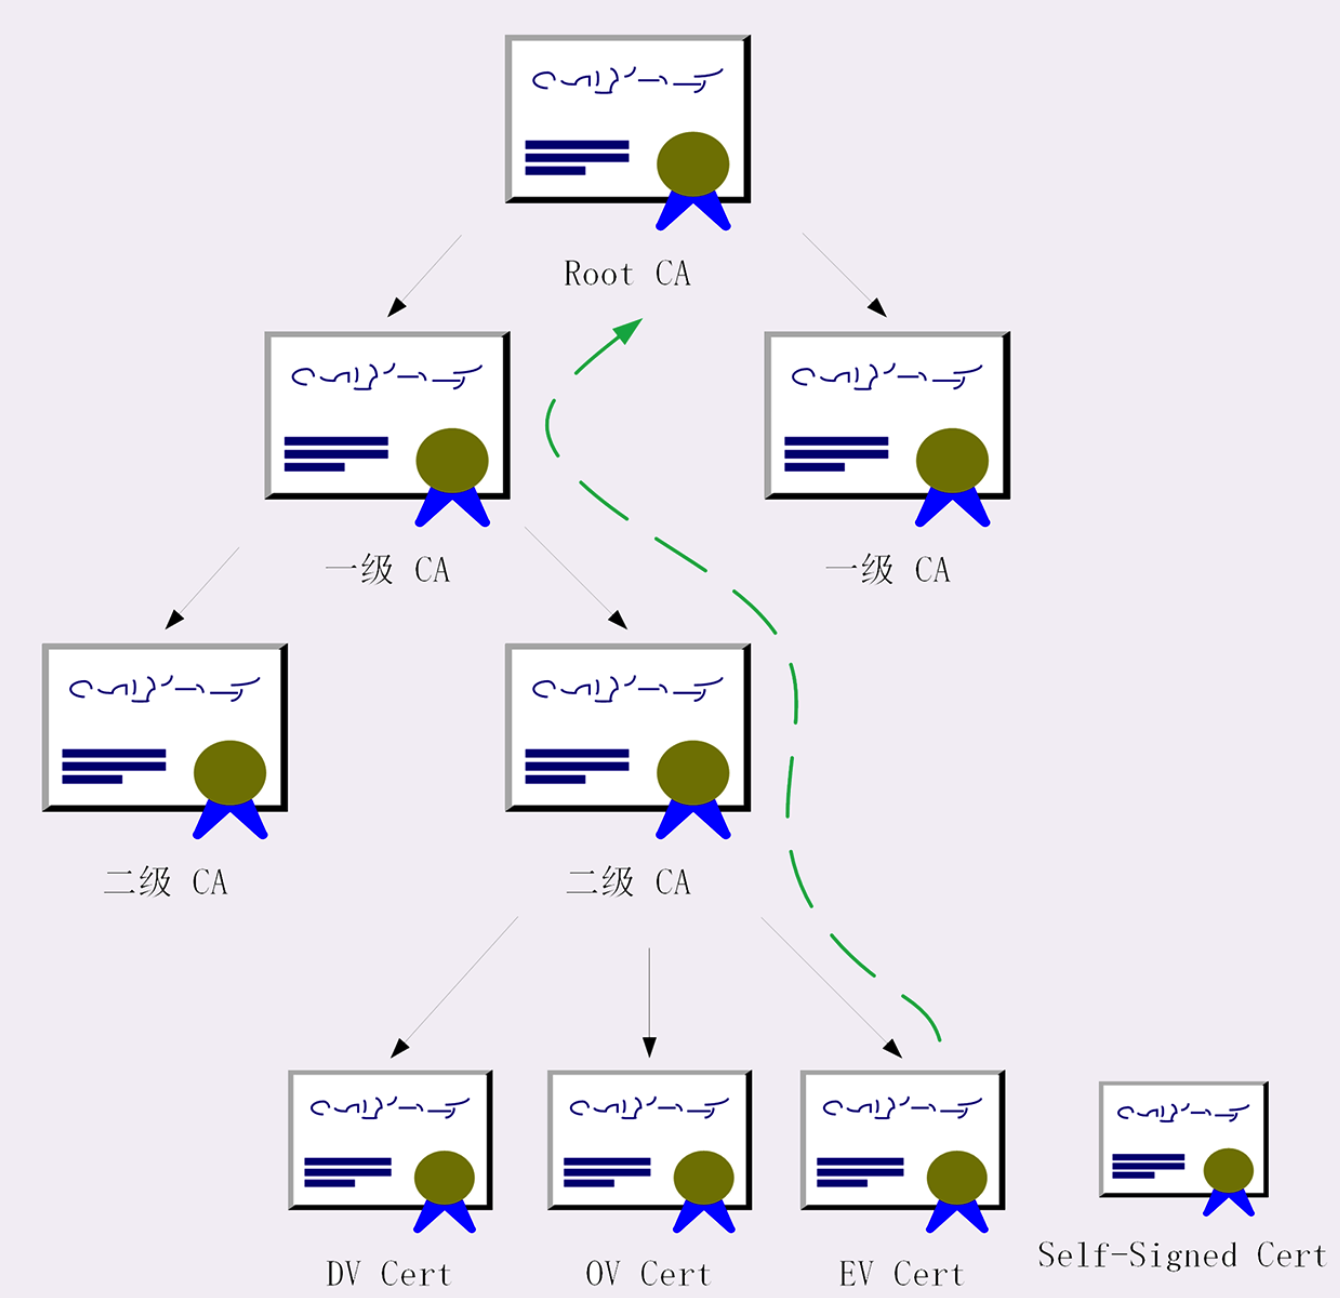 Root CA
一级 CA
一级 CA
二级 CA
二级 CA
DV Cert
OV Cert
EV Cert
Self-Signed Cert